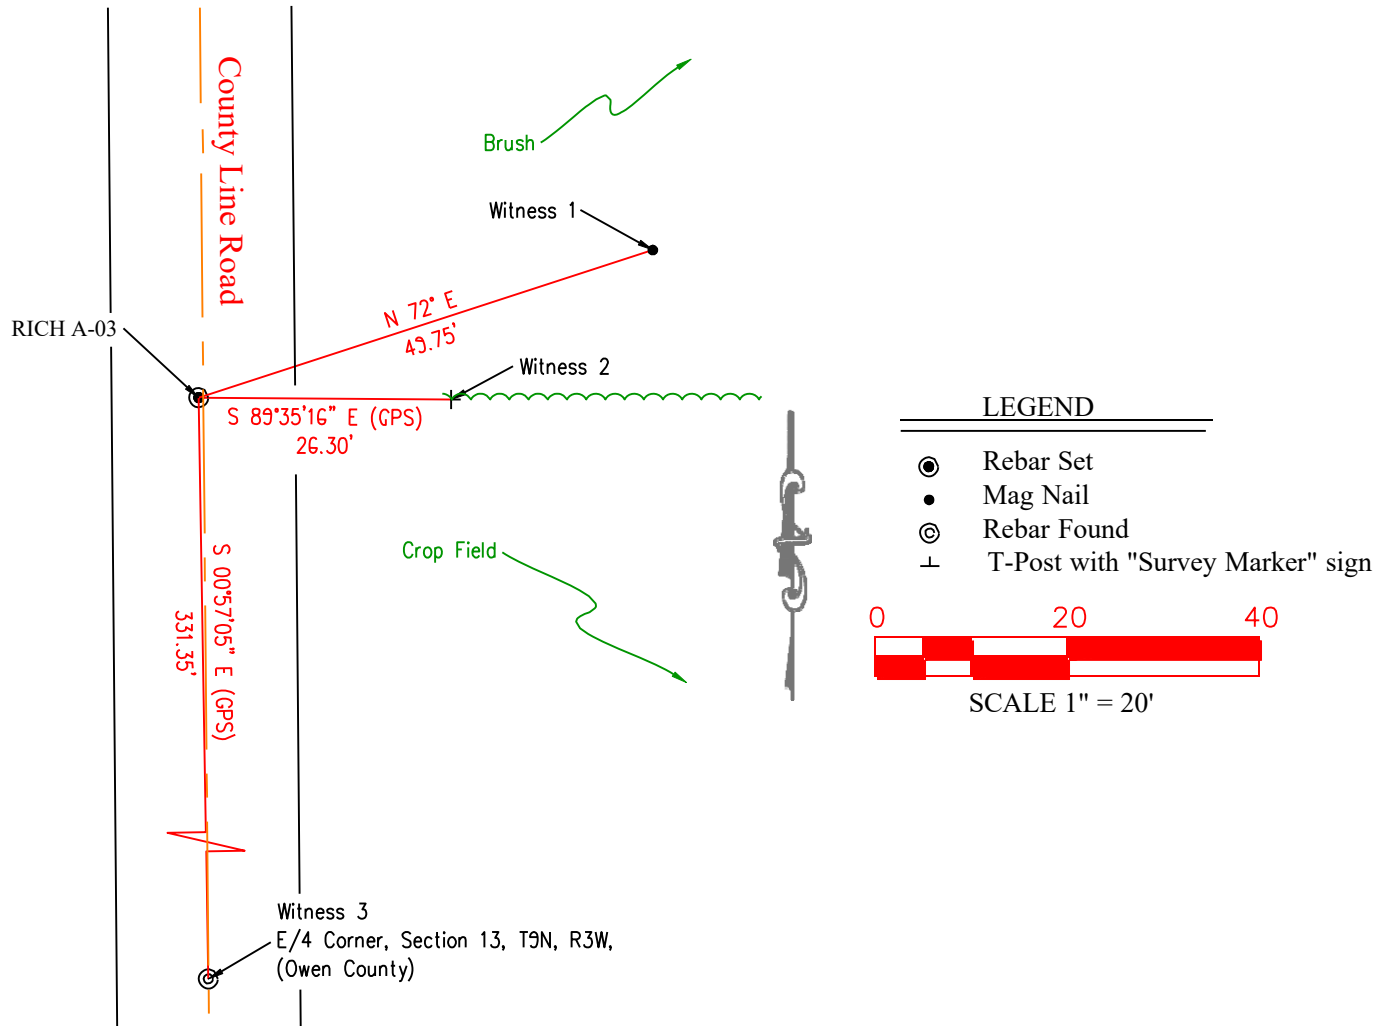 County Line Road
Brush
Witness 1
N 72° E
49.75'
RICH A-03
Witness 2
S 89°35'16" E (GPS)
26.30'
LEGEND
Rebar Set
Mag Nail
Rebar Found
T-Post with "Survey Marker" sign
Crop Field
S 00°57'05" E (GPS)
331.35'
0 20 40
SCALE 1" = 20'
Witness 3
E/4 Corner, Section 13, T9N, R3W,
(Owen County)